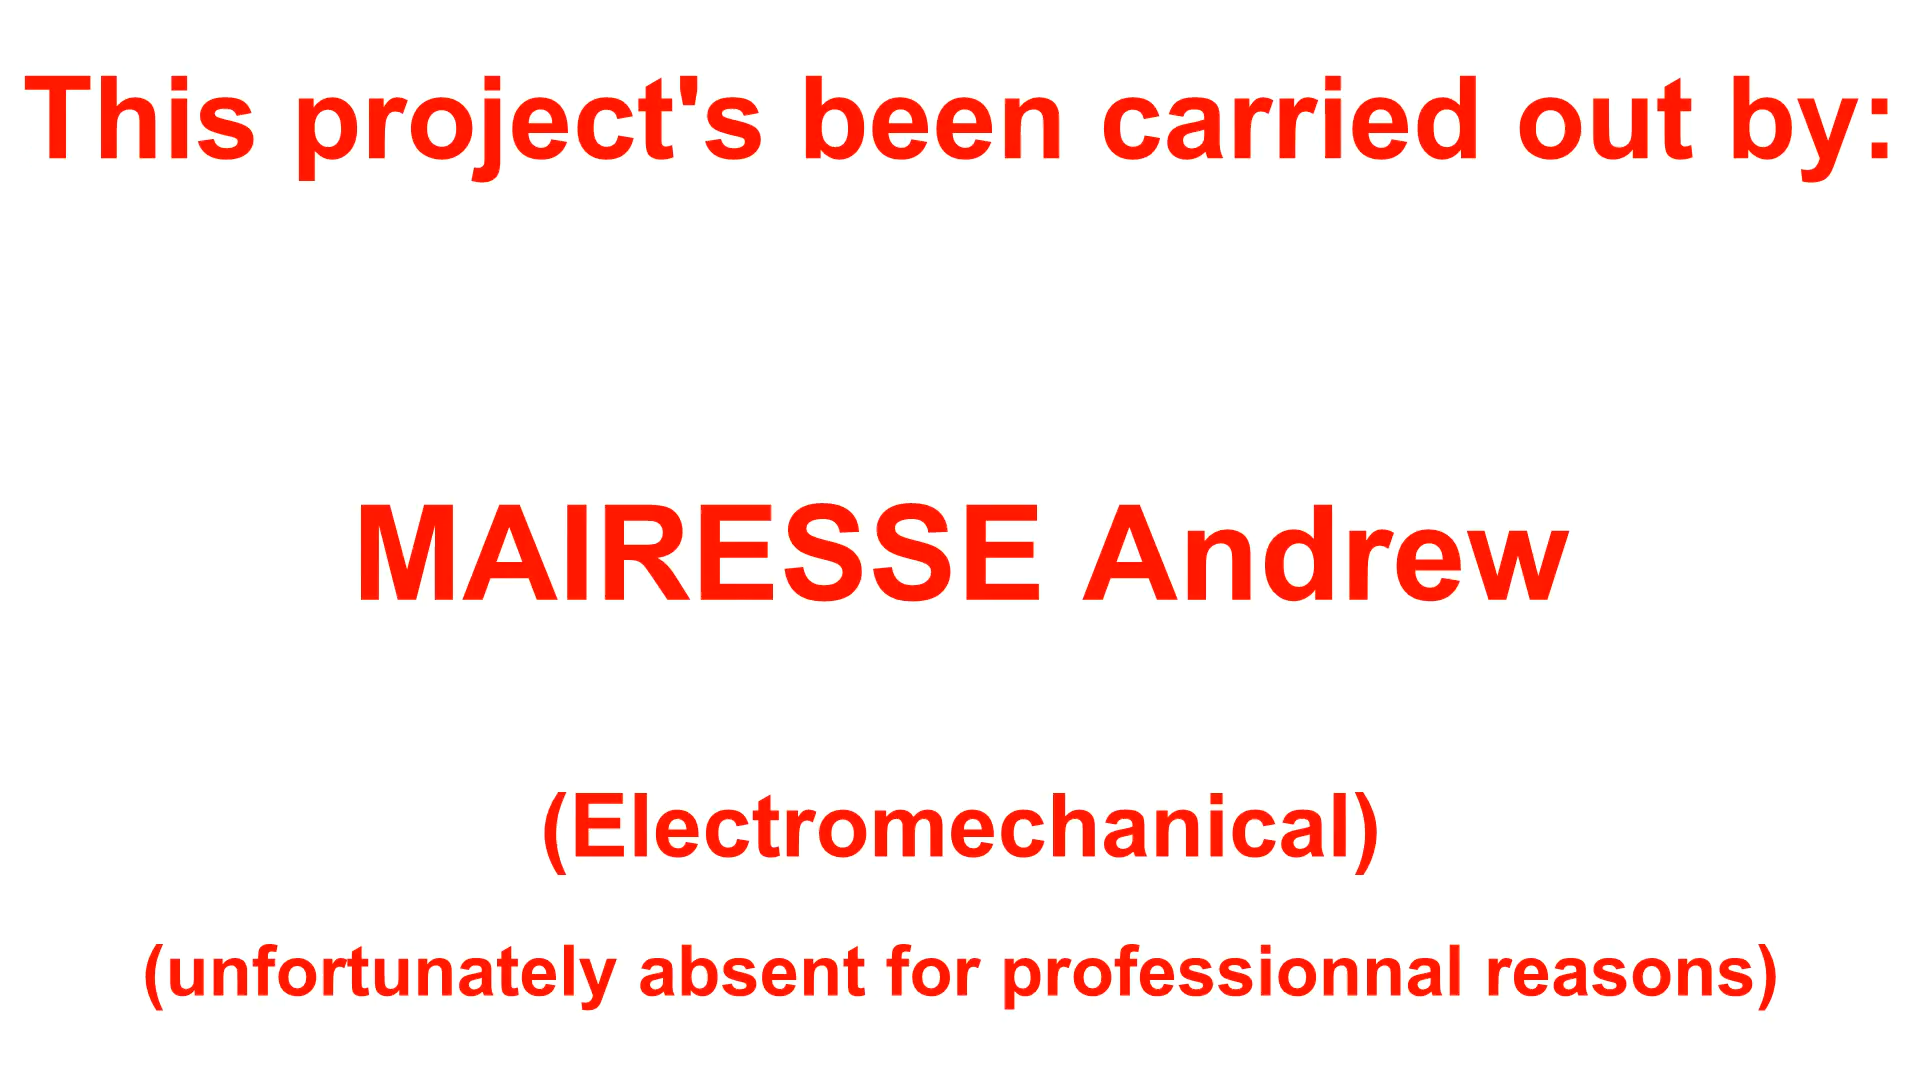 This project's been carried out by:
MAIRESSE Andrew
(Electromechanical)
(unfortunately absent for professionnal reasons)